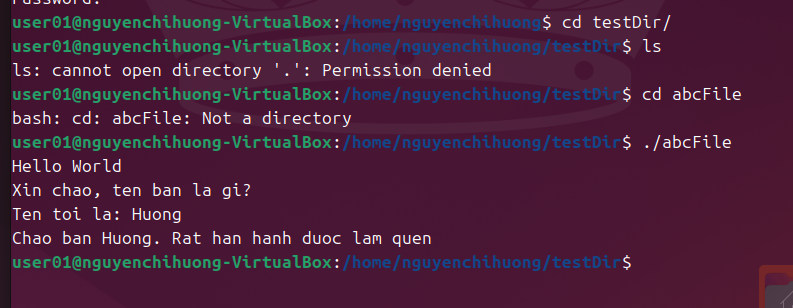 Password:
user01@nguyenchihuong-VirtualBox:/home/nguyenchihuong$ cd testDir/
user01@nguyenchihuong-VirtualBox:/home/nguyenchihuong/testDir$ ls
ls: cannot open directory '.': Permission denied
user01@nguyenchihuong-VirtualBox:/home/nguyenchihuong/testDir$ cd abcFile
bash: cd: abcFile: Not a directory
user01@nguyenchihuong-VirtualBox:/home/nguyenchihuong/testDir$ ./abcFile
Hello World
Xin chao, ten ban la gi?
Ten toi la: Huong
Chao ban Huong. Rat han hanh duoc lam quen
user01@nguyenchihuong-VirtualBox:/home/nguyenchihuong/testDir$